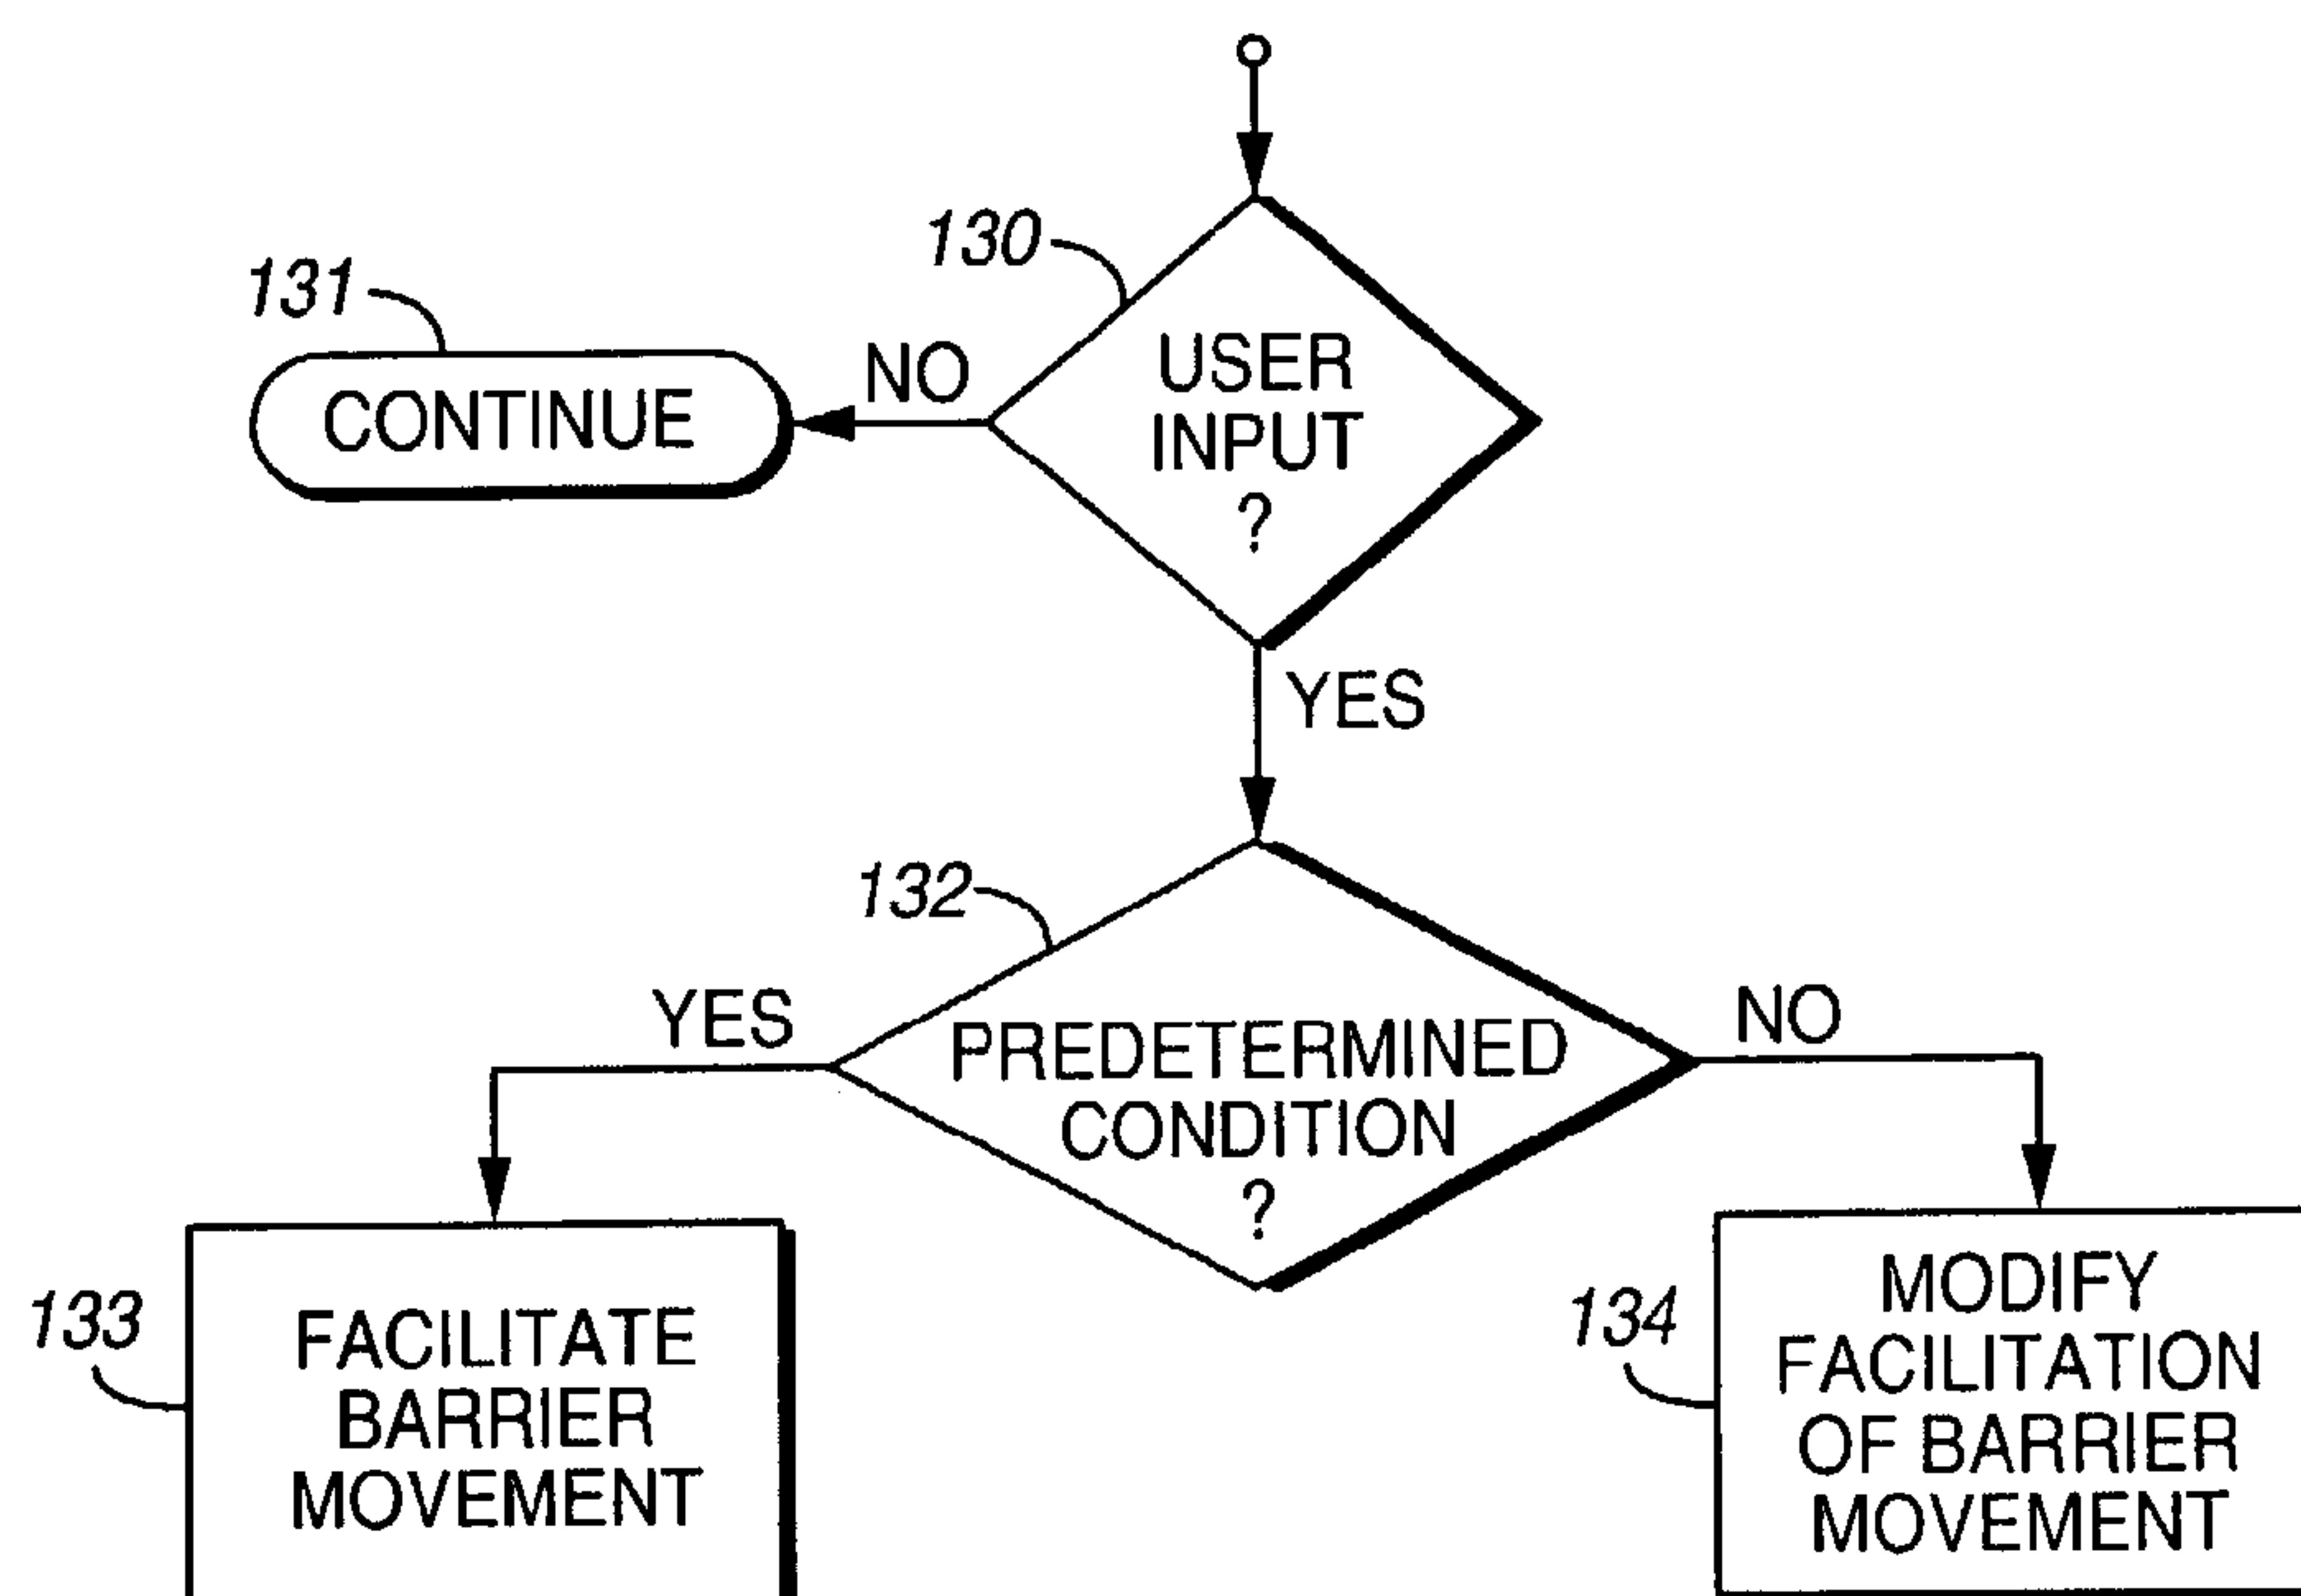 130
131
NO
USER
INPUT
?
CONTINUE
YES
132
YES
NO
PREDETERMINED
CONDITION
?
133
FACILITATE
BARRIER
MOVEMENT
134
MODIFY
FACILITATION
OF BARRIER
MOVEMENT